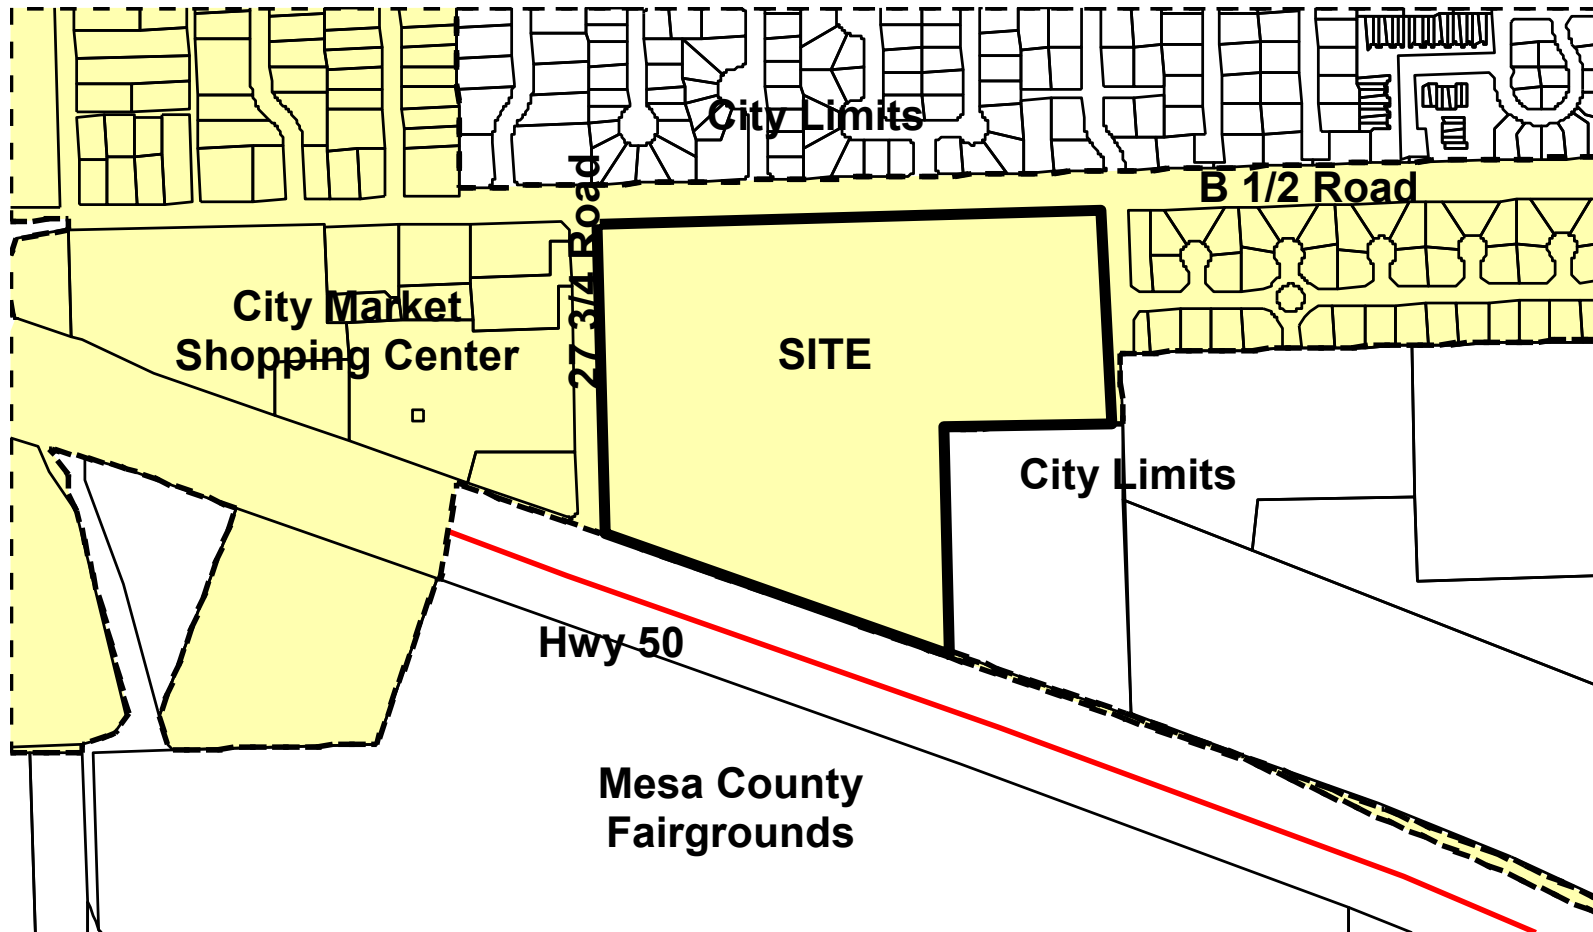 City Limits
B 1/2 Road
27 3/4 Road
City Market
Shopping Center
SITE
City Limits
Hwy 50
Mesa County
Fairgrounds